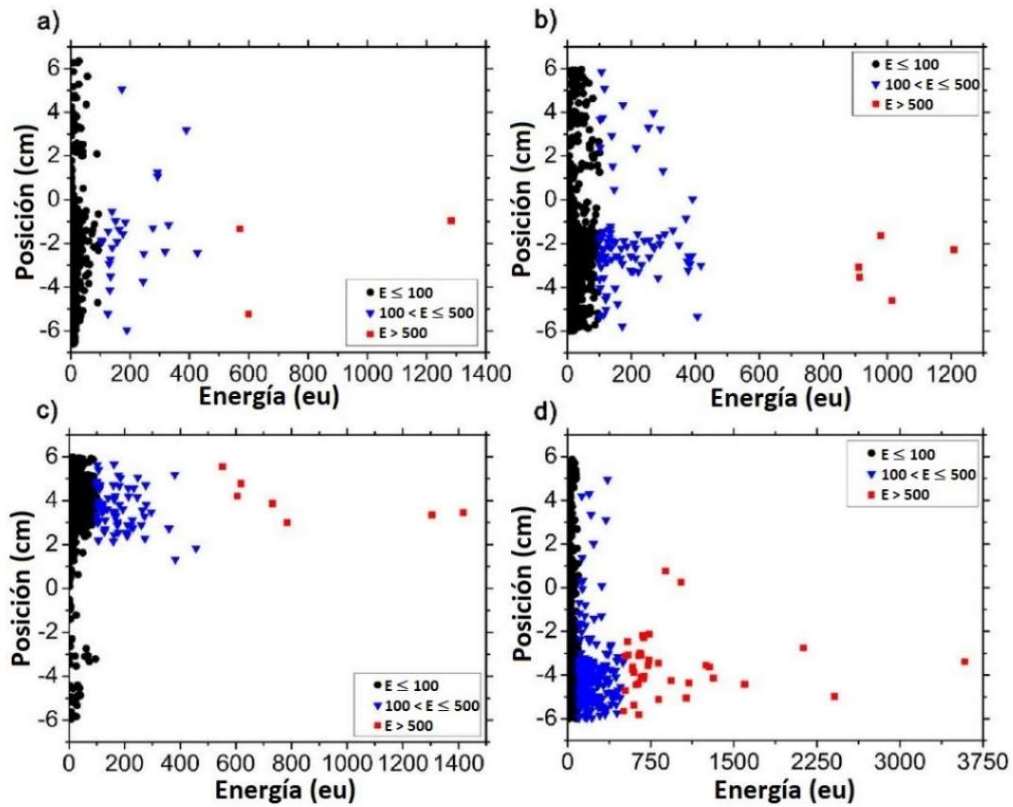 a)
6
4
2
0
-2
-4
-6
Posición (cm)
0 200 400 600 800 1000 1200 1400
Energía (eu)
E ≤ 100
100 < E ≤ 500
E > 500
b)
6
4
2
0
-2
-4
-6
Posición (cm)
0 200 400 600 800 1000 1200
Energía (eu)
E ≤ 100
100 < E ≤ 500
E > 500
c)
6
4
2
0
-2
-4
-6
Posición (cm)
0 200 400 600 800 1000 1200 1400
Energía (eu)
E ≤ 100
100 < E ≤ 500
E > 500
d)
6
4
2
0
-2
-4
-6
Posición (cm)
0 750 1500 2250 3000 3750
Energía (eu)
E ≤ 100
100 < E ≤ 500
E > 500